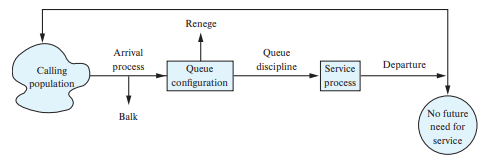 Renege
Arrival
process
Queue
discipline
Departure
Calling
population
Queue
configuration
Service
process
Balk
No future
need for
service